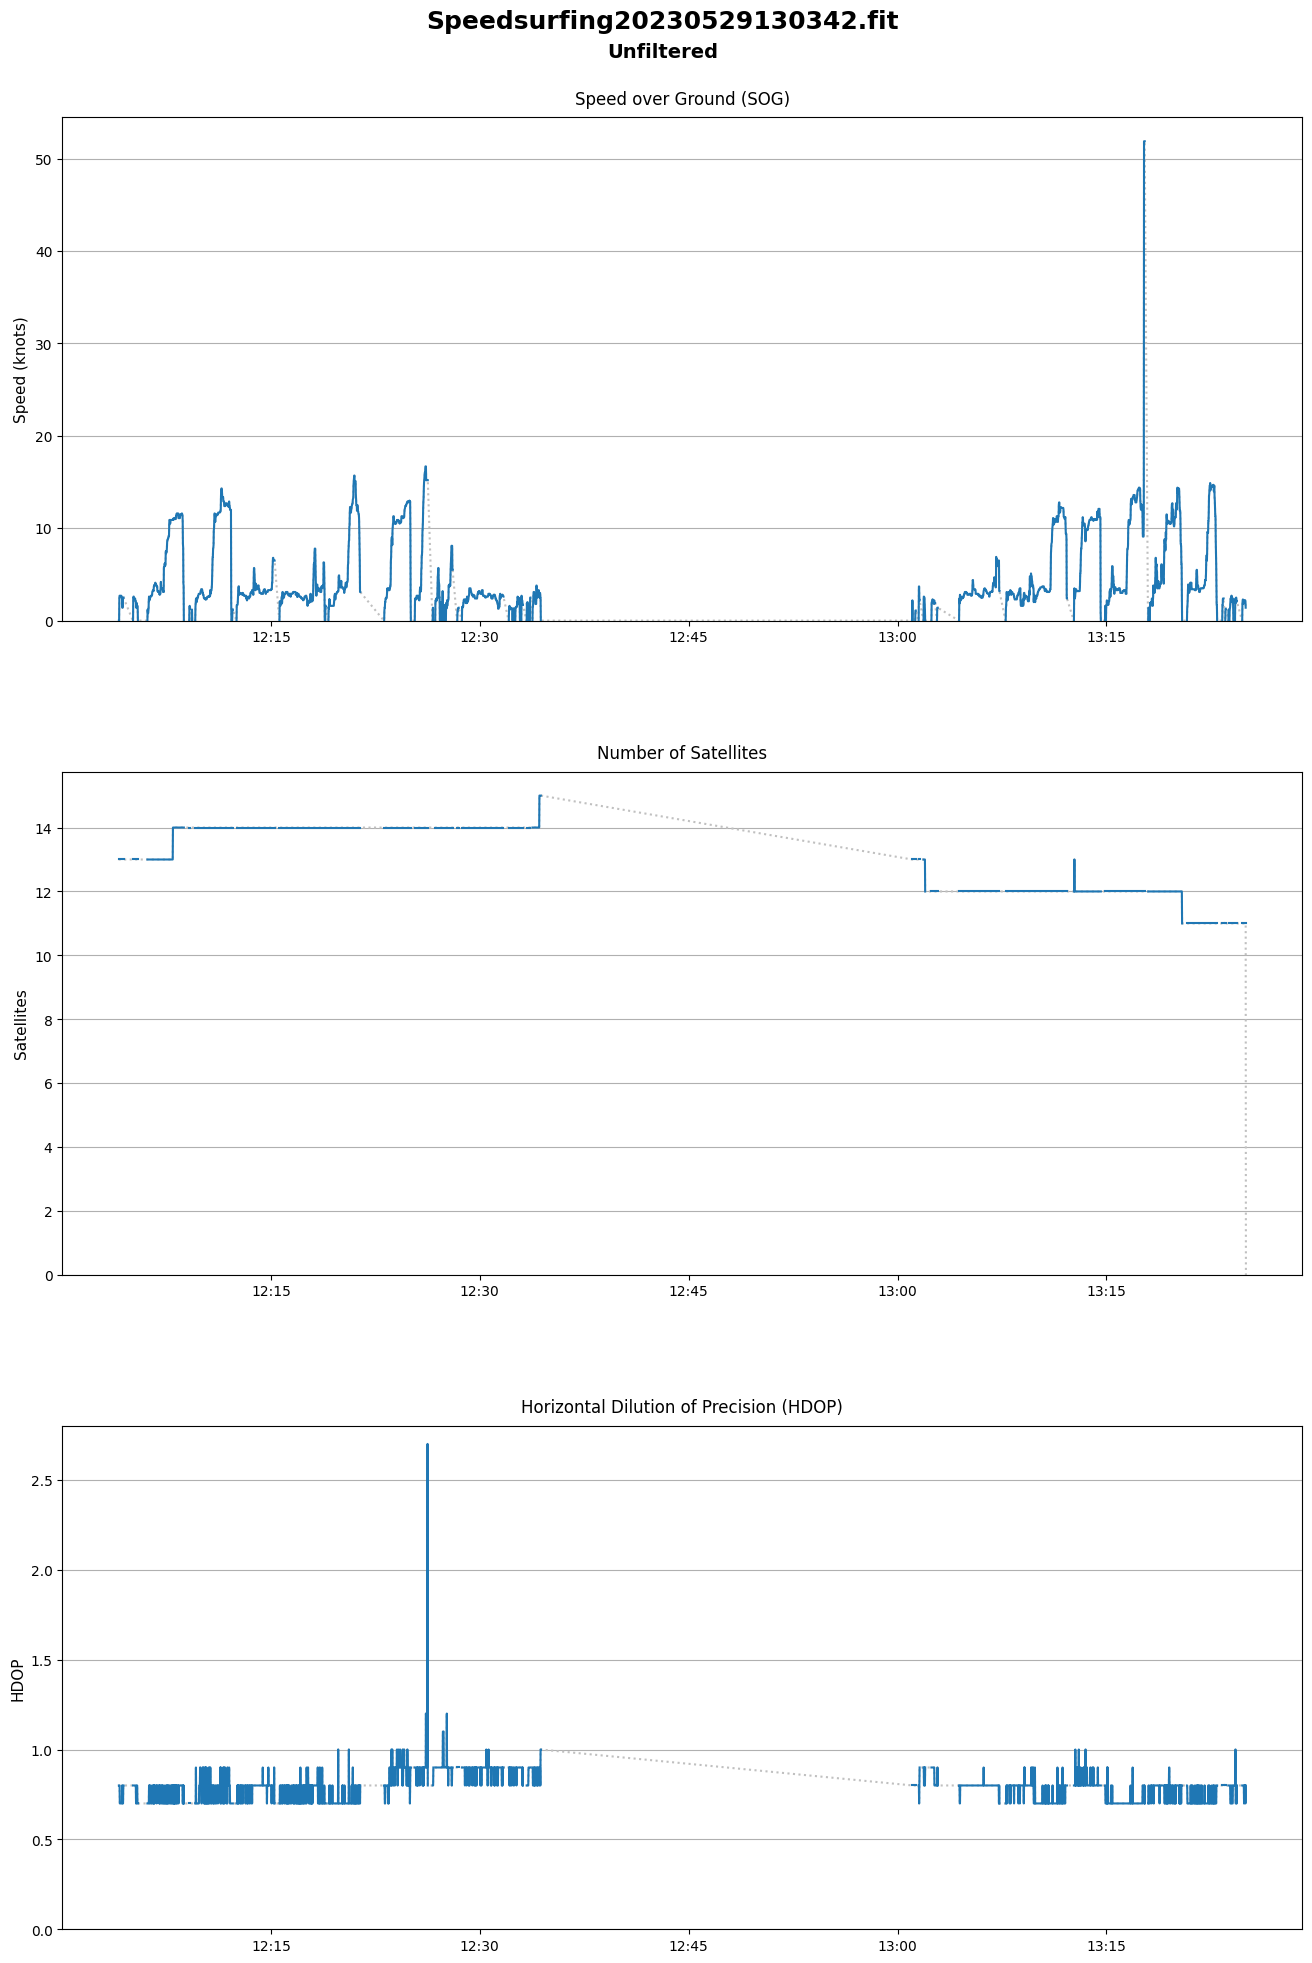 Speedsurfing20230529130342.fit
Unfiltered
Speed over Ground (SOG)
Speed (knots)
50
40
30
20
10
0
12:15 12:30 12:45 13:00 13:15
Number of Satellites
Satellites
14
12
10
8
6
4
2
0
12:15 12:30 12:45 13:00 13:15
Horizontal Dilution of Precision (HDOP)
HDOP
2.5
2.0
1.5
1.0
0.5
0.0
12:15 12:30 12:45 13:00 13:15